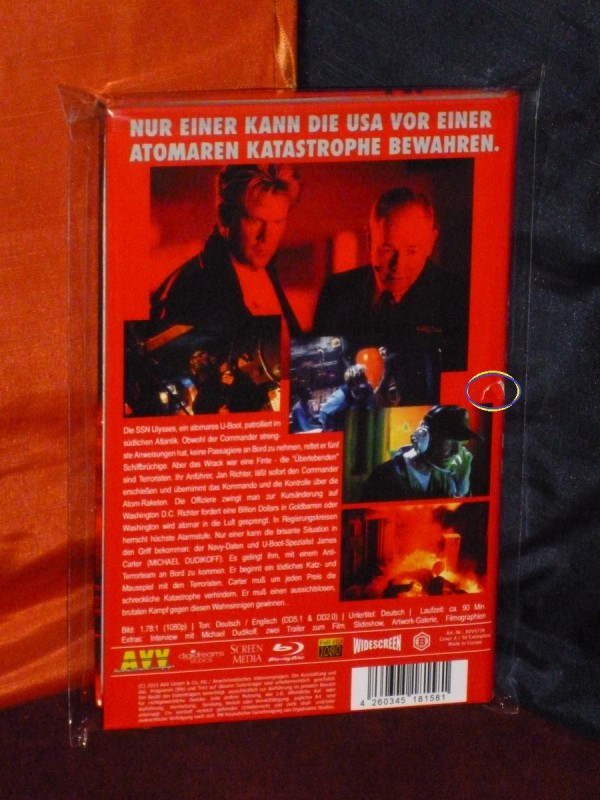 NUR EINER KANN DIE USA VOR EINER
ATOMAREN KATASTROPHE BEWAHREN.
Die SSN Ulysses, ein atomares U-Boot, patrolliert im
südlichen Atlantik. Obwohl der Commander streng-
ste Anweisungen hat, keine Passagiere an Bord zu nehmen, rettet er fünf
Schiffbrüchige. Aber das Wrack war eine Finte - die "Überlebenden"
sind Terroristen. Ihr Anführer, Jan Richter, läßt sofort den Commander
erschießen und übernimmt das Kommando und die Kontrolle über die
Atom-Raketen. Die Offiziere zwingt man zur Kursänderung auf
Washington D.C. Richter fordert eine Billion Dollars in Goldbarren oder
Washington wird atomar in die Luft gesprengt. In Regierungskreisen
herrscht höchste Alarmstufe. Nur einer kann die brisante Situation in
den Griff bekommen: der Navy-Daten und U-Boot-Spezialist James
Carter (MICHAEL DUDIKOFF). Es gelingt ihm, mit einem Anti-
Terrorteam an Bord zu kommen. Er beginnt ein tödliches Katz- und
Mausspiel mit den Terroristen. Carter muß um jeden Preis die
schreckliche Katastrophe verhindern. Er muß einen aussichtslosen,
brutalen Kampf gegen diesen Wahnsinnigen gewinnen...
Bild: 1.78:1 (1080p) | Ton: Deutsch / Englisch (DD5.1 & DD2.0) | Untertitel: Deutsch | Laufzeit: ca. 90 Min.
Extras: Interview mit Michael Dudikoff, zwei Trailer zum Film, Slideshow, Artwork-Galerie, Filmographien
AVV
digidreams
STUDIOS
SCREEN
MEDIA
Blu-ray Disc
FULL HD
1080
WIDESCREEN
B
Made in Europe
4 260345 181581